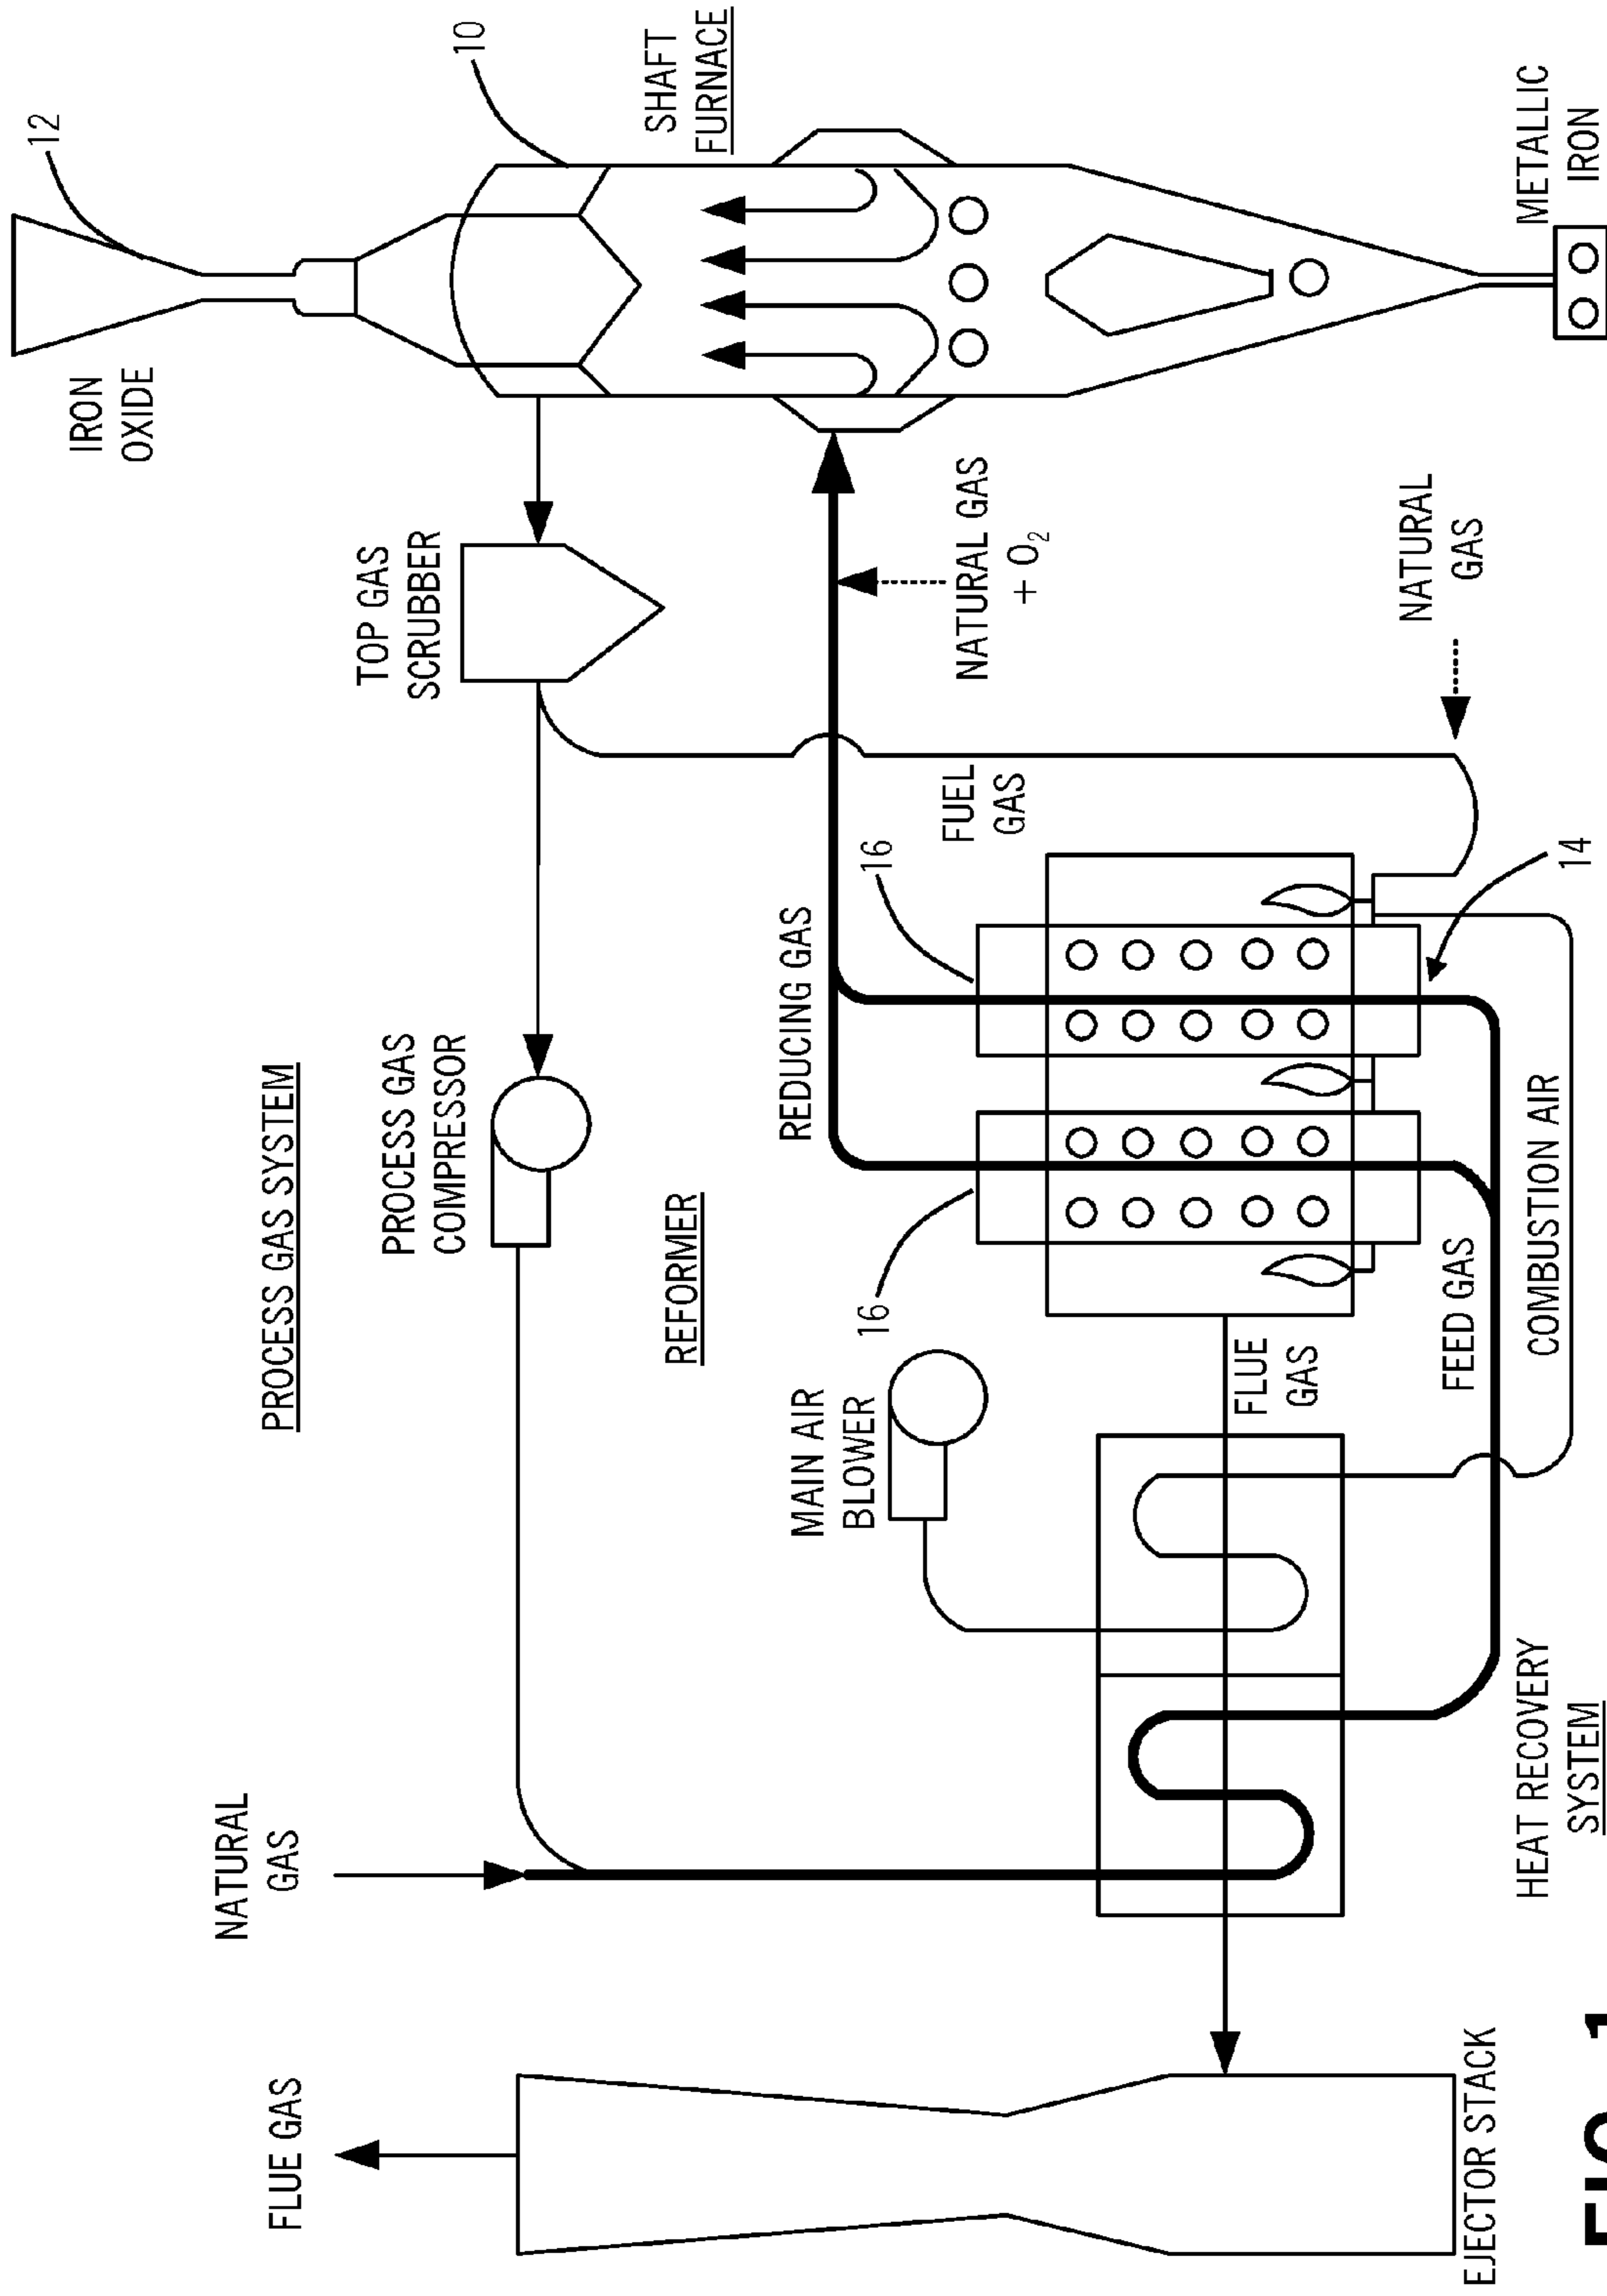 12
IRON
OXIDE
NATURAL
GAS
FLUE GAS
PROCESS GAS SYSTEM
TOP GAS
SCRUBBER
PROCESS GAS
COMPRESSOR
10
SHAFT
FURNACE
REFORMER
REDUCING GAS
MAIN AIR
BLOWER
16
16
FUEL
GAS
NATURAL GAS
+ O₂
FLUE
GAS
NATURAL
GAS
FEED GAS
EJECTOR STACK
HEAT RECOVERY
SYSTEM
COMBUSTION AIR
METALLIC
IRON
14